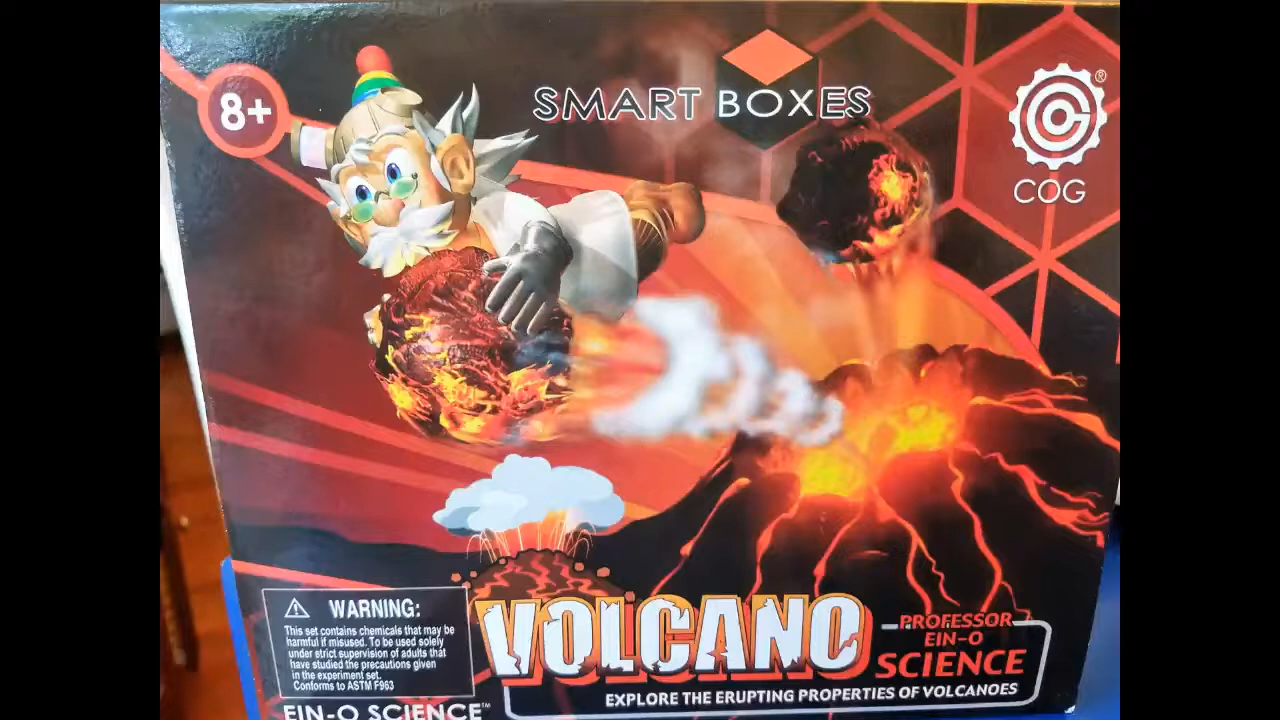 8+
SMART BOXES
®
COG
VOLCANO
PROFESSOR
EIN-O
SCIENCE
EXPLORE THE ERUPTING PROPERTIES OF VOLCANOES
WARNING:
This set contains chemicals that may be
harmful if misused. To be used solely
under strict supervision of adults that
have studied the precautions given
in the experiment set.
Conforms to ASTM F963
EIN-O SCIENCE™